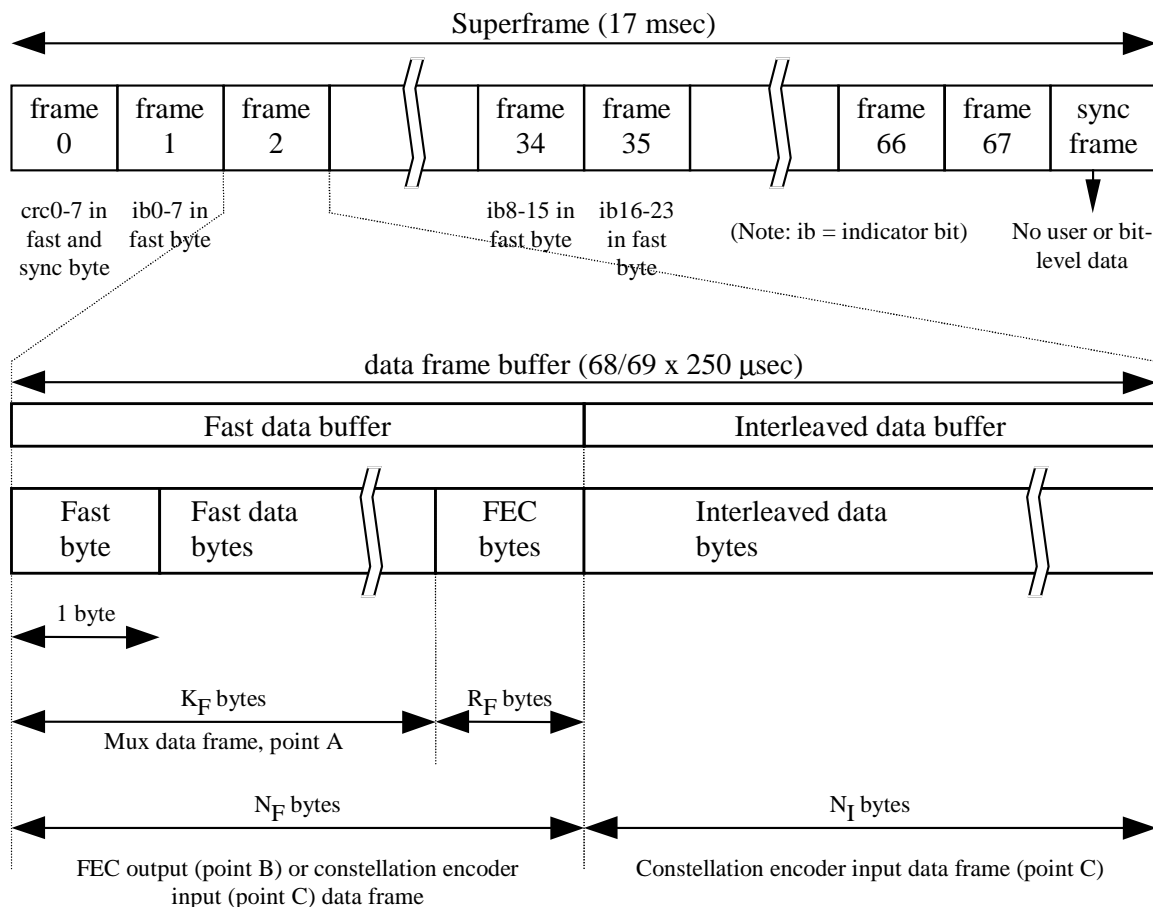 Superframe (17 msec)
frame 0
frame 1
frame 2
frame 34
frame 35
frame 66
frame 67
sync frame
crc0-7 in
fast and
sync byte
ib0-7 in
fast byte
ib8-15 in
fast byte
ib16-23
in fast
byte
(Note: ib = indicator bit)
No user or bit-
level data
data frame buffer (68/69 x 250 μsec)
Fast data buffer
Interleaved data buffer
Fast
byte
Fast data
bytes
FEC
bytes
Interleaved data
bytes
1 byte
KF bytes
RF bytes
Mux data frame, point A
NF bytes
NI bytes
FEC output (point B) or constellation encoder
input (point C) data frame
Constellation encoder input data frame (point C)